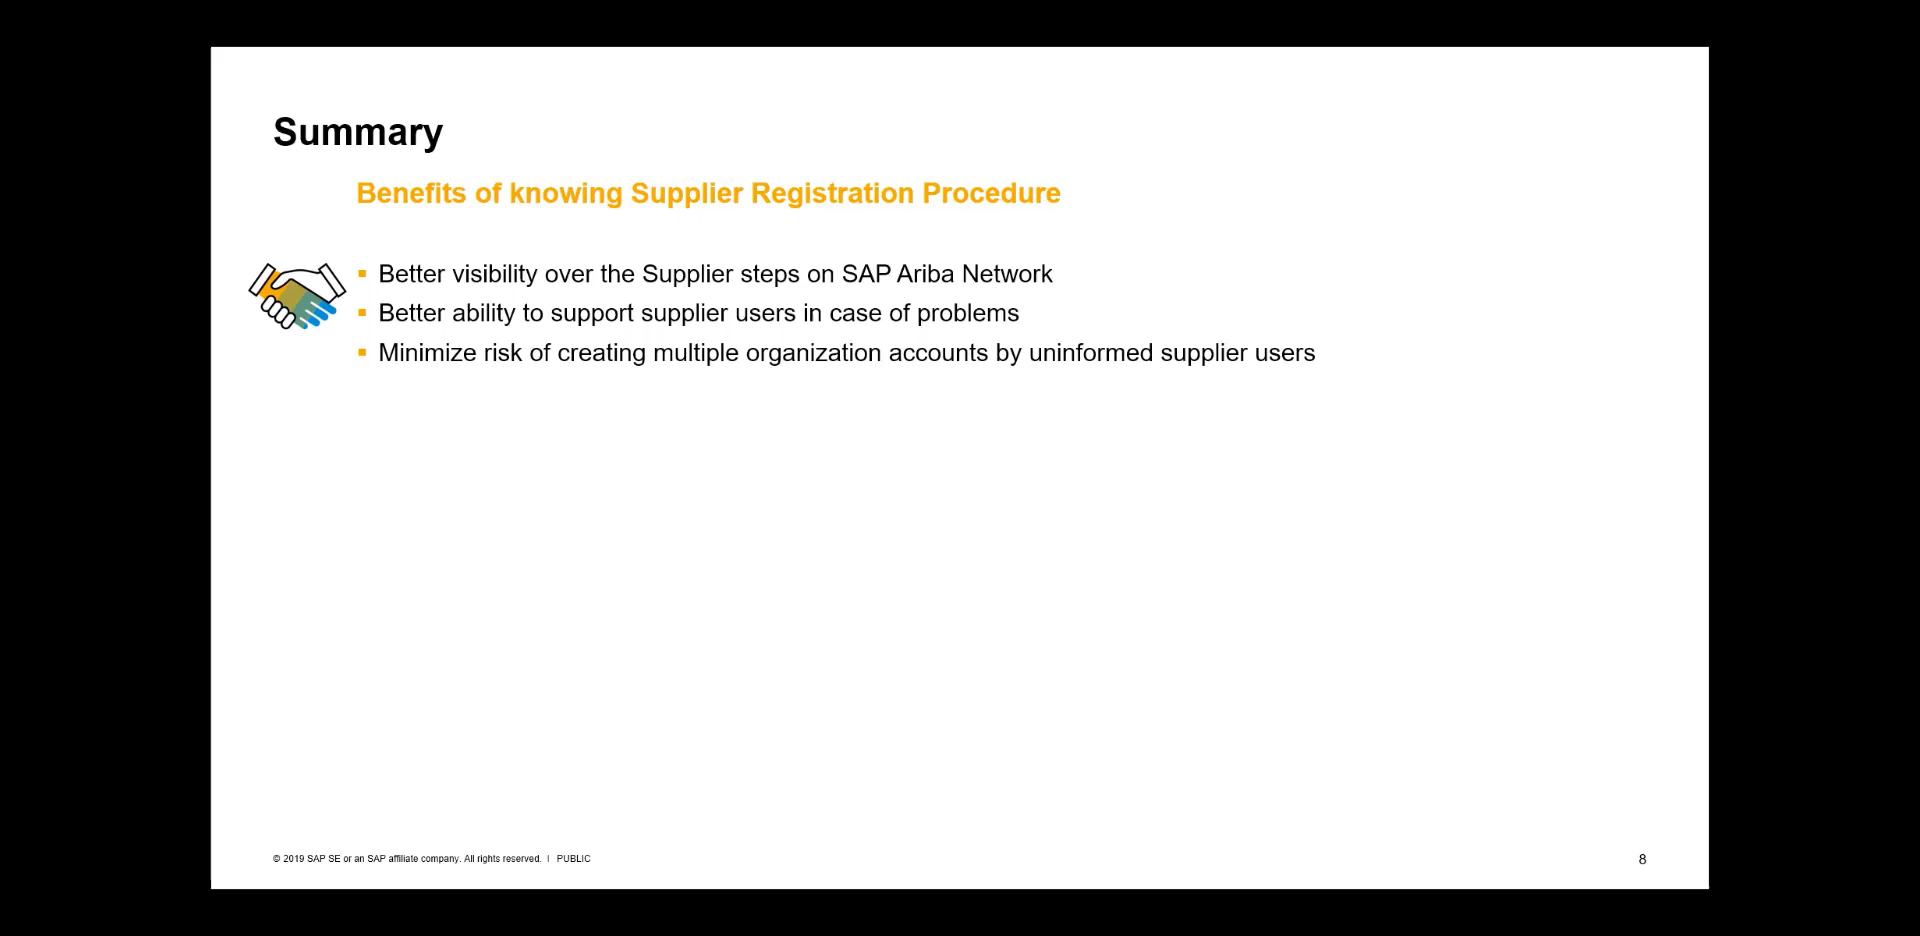 Summary
Benefits of knowing Supplier Registration Procedure
▪ Better visibility over the Supplier steps on SAP Ariba Network
▪ Better ability to support supplier users in case of problems
▪ Minimize risk of creating multiple organization accounts by uninformed supplier users
© 2019 SAP SE or an SAP affiliate company. All rights reserved. | PUBLIC
8